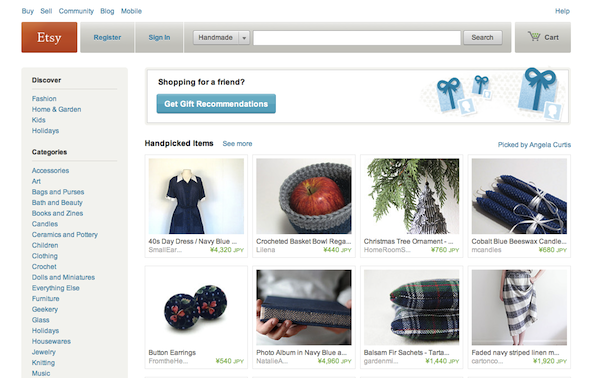 Buy Sell Community Blog Mobile Help
Etsy Register Sign In Handmade Search Cart
Discover
Fashion
Home & Garden
Kids
Holidays
Categories
Accessories
Art
Bags and Purses
Bath and Beauty
Books and Zines
Candles
Ceramics and Pottery
Children
Clothing
Crochet
Dolls and Miniatures
Everything Else
Furniture
Geekery
Glass
Holidays
Housewares
Jewelry
Knitting
Music
Shopping for a friend?
Get Gift Recommendations
Handpicked Items See more Picked by Angela Curtis
40s Day Dress / Navy Blue ...
SmallEar... ¥4,320 JPY
Crocheted Basket Bowl Rega...
Lilena ¥440 JPY
Christmas Tree Ornament - ...
HomeRoomS... ¥760 JPY
Cobalt Blue Beeswax Candle...
mcandles ¥680 JPY
Button Earrings
FromtheHe... ¥540 JPY
Photo Album in Navy Blue ...
NatalieA... ¥4,960 JPY
Balsam Fir Sachets - Tarta...
gardenmi... ¥1,440 JPY
Faded navy striped linen m...
cartonco... ¥1,920 JPY